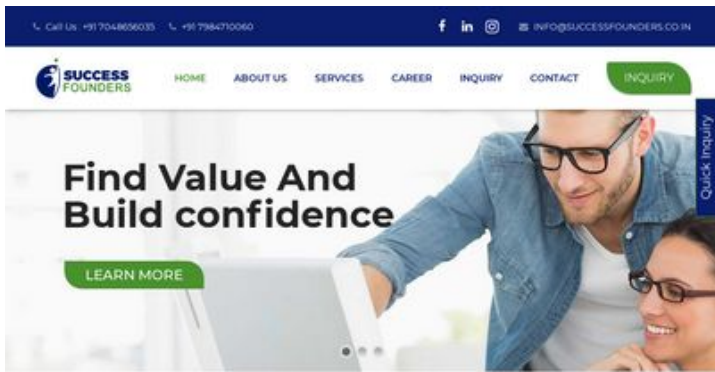 Call Us : +91 7048656035 +91 7984710060 f in INFO@SUCCESSFOUNDERS.CO.IN
SUCCESS
FOUNDERS
HOME ABOUT US SERVICES CAREER INQUIRY CONTACT INQUIRY
Quick Inquiry
Find Value And
Build confidence
LEARN MORE